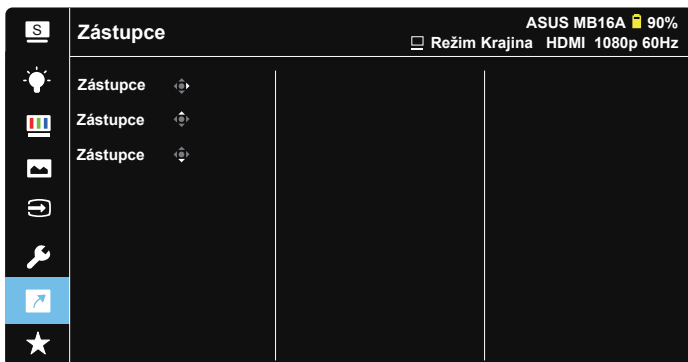 S
Zástupce
ASUS MB16A 90%
Režim Krajina HDMI 1080p 60Hz
Zástupce
Zástupce
Zástupce